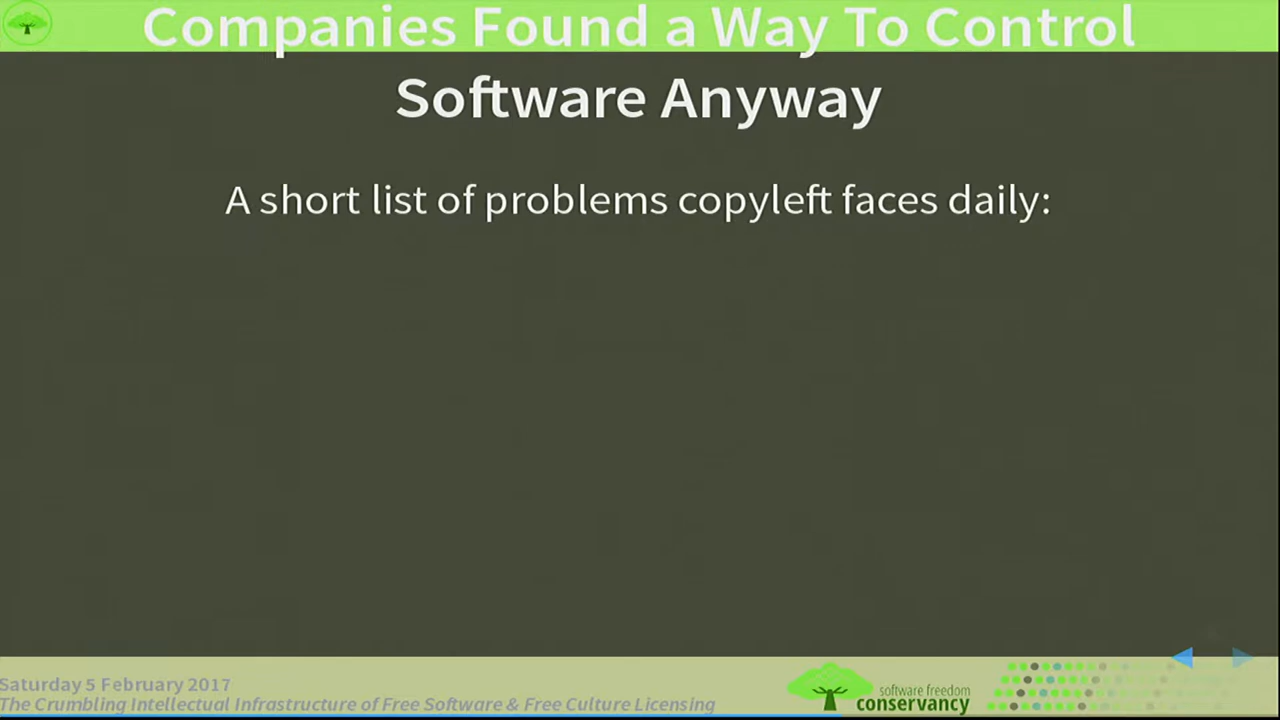 Companies Found a Way To Control
Software Anyway
A short list of problems copyleft faces daily:
Saturday 5 February 2017
The Crumbling Intellectual Infrastructure of Free Software & Free Culture Licensing
software freedom
conservancy